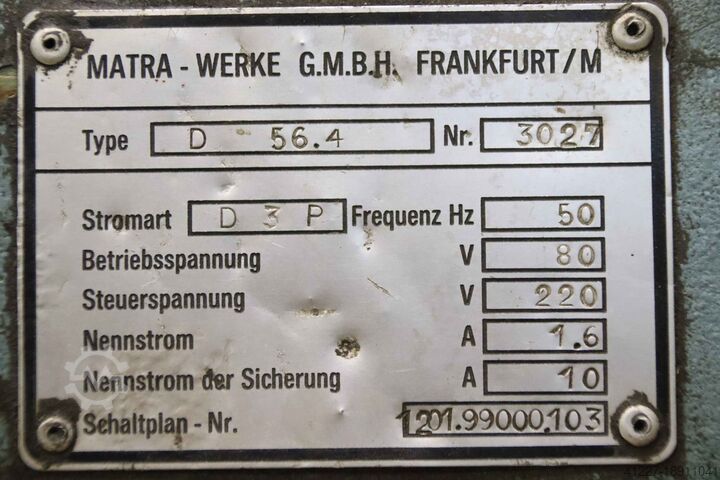 MATRA - WERKE G.M.B.H. FRANKFURT/M
Type D 56.4 Nr. 3027
Stromart D 3 P Frequenz Hz 50
Betriebsspannung V 80
Steuerspannung V 220
Nennstrom A 1.6
Nennstrom der Sicherung A 10
Schaltplan - Nr. 1201.99000.103